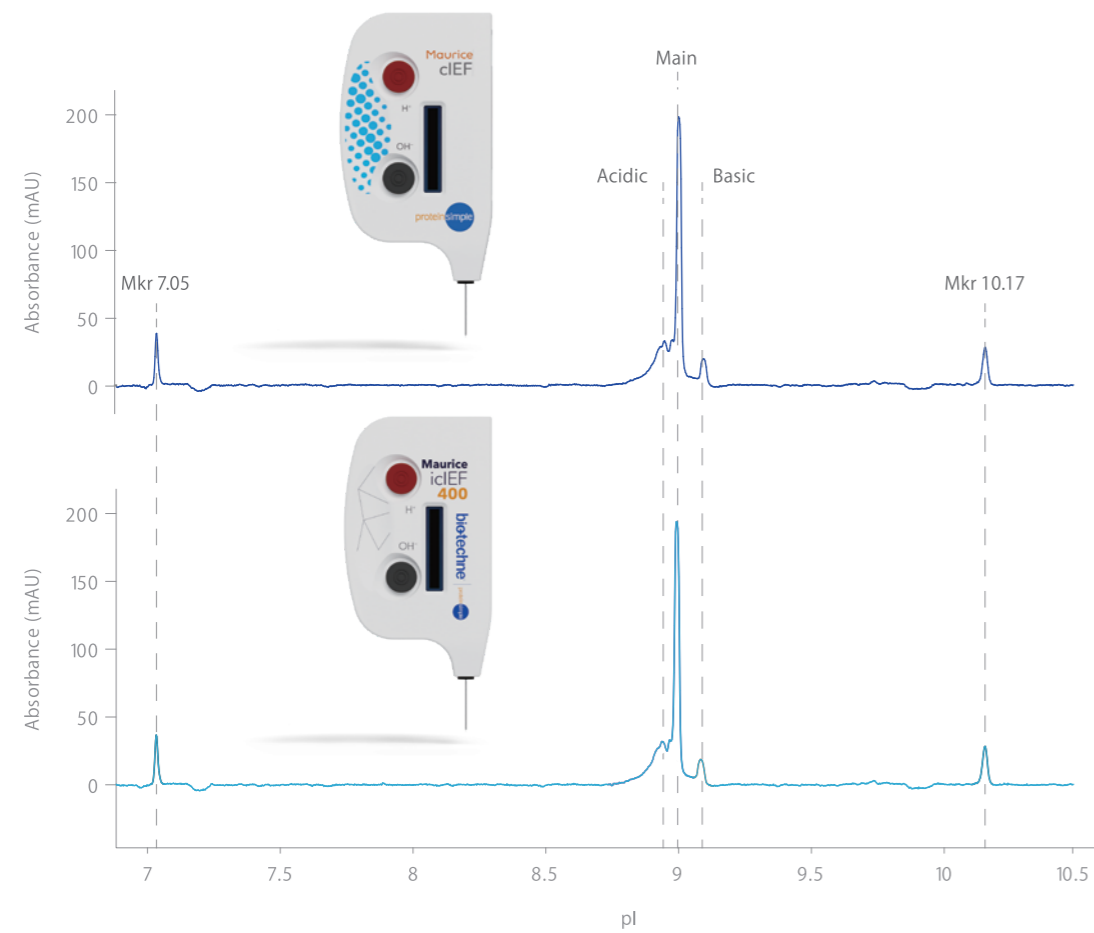 Maurice
cIEF
H⁺
OH⁻
proteinsimple
Main
Acidic
Basic
Mkr 7.05
Mkr 10.17
Absorbance (mAU)
200
150
100
50
0
Maurice
icIEF
400
H⁺
OH⁻
bio-techne
Absorbance (mAU)
200
150
100
50
0
7
7.5
8
8.5
9
9.5
10
10.5
pI